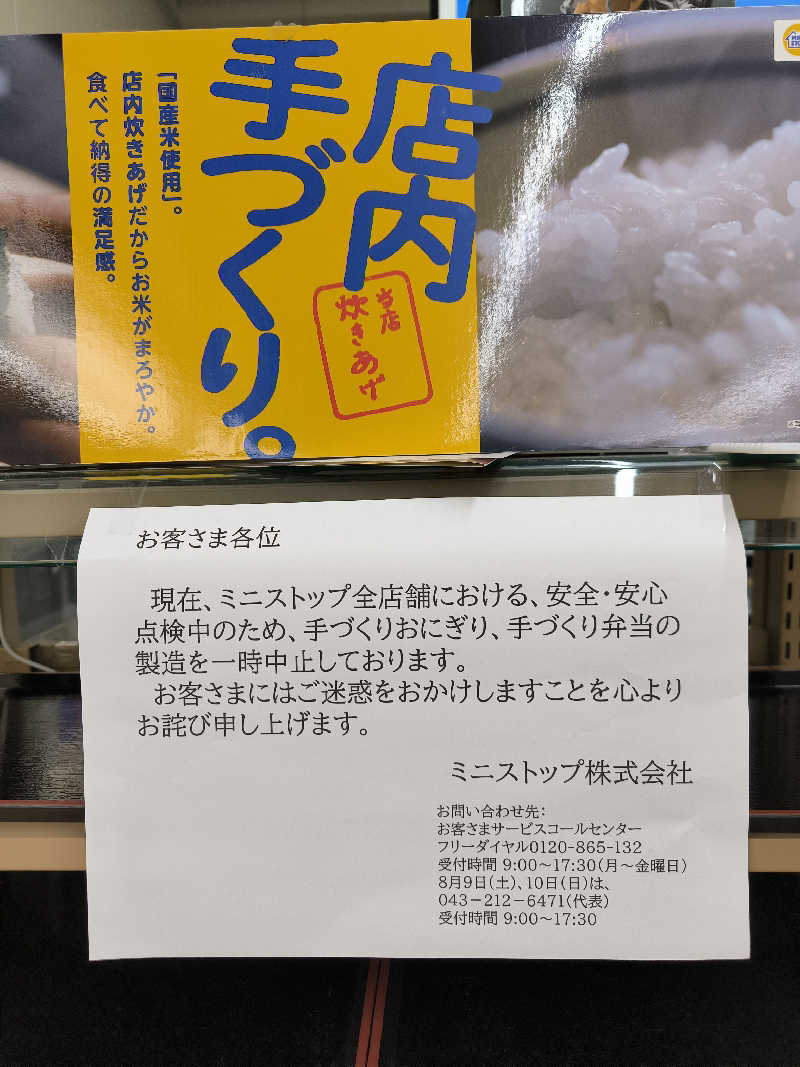 店内
手づくり。
当店
炊きあげ
「国産米使用」。
店内炊きあげだからお米がまろやか。
食べて納得の満足感。
お客さま各位
現在、ミニストップ全店舗における、安全・安心
点検中のため、手づくりおにぎり、手づくり弁当の
製造を一時中止しております。
お客さまにはご迷惑をおかけしますことを心より
お詫び申し上げます。
ミニストップ株式会社
お問い合わせ先：
お客さまサービスコールセンター
フリーダイヤル0120-865-132
受付時間 9:00～17:30(月～金曜日)
8月9日(土)、10日(日)は、
043-212-6471(代表)
受付時間 9:00～17:30